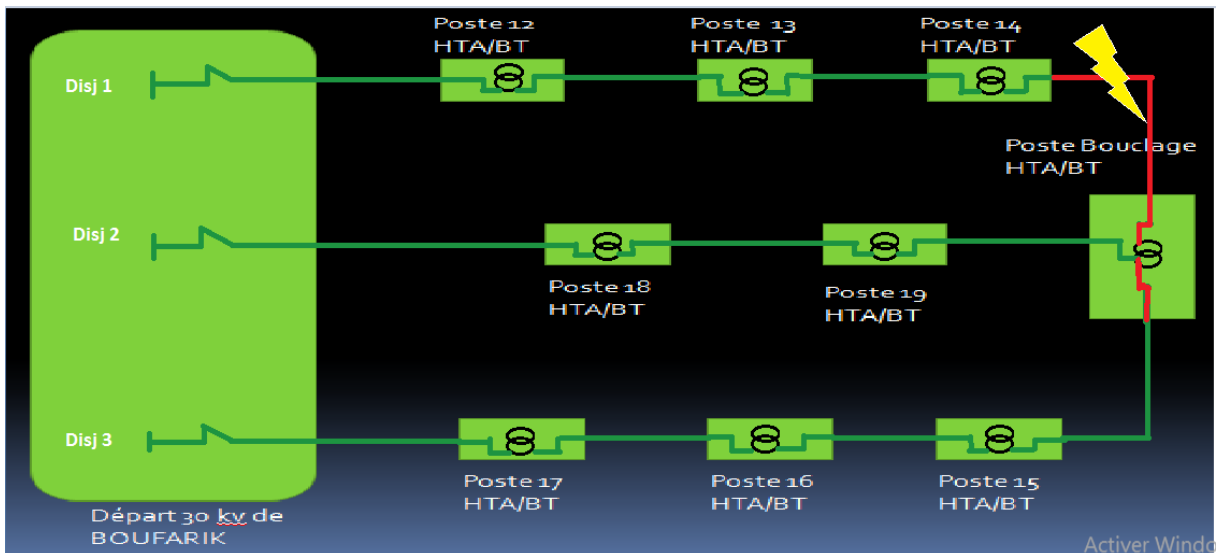 Poste 12
HTA/BT
Poste 13
HTA/BT
Poste 14
HTA/BT
Disj 1
Poste Bouclage
HTA/BT
Disj 2
Poste 18
HTA/BT
Poste 19
HTA/BT
Disj 3
Poste 17
HTA/BT
Poste 16
HTA/BT
Poste 15
HTA/BT
Départ 30 kv de
BOUFARIK
Activer Windo